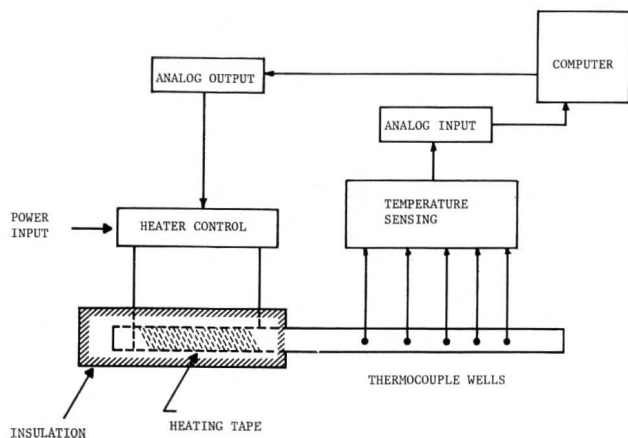 COMPUTER
ANALOG OUTPUT
ANALOG INPUT
TEMPERATURE
SENSING
POWER
INPUT
HEATER CONTROL
THERMOCOUPLE WELLS
INSULATION
HEATING TAPE